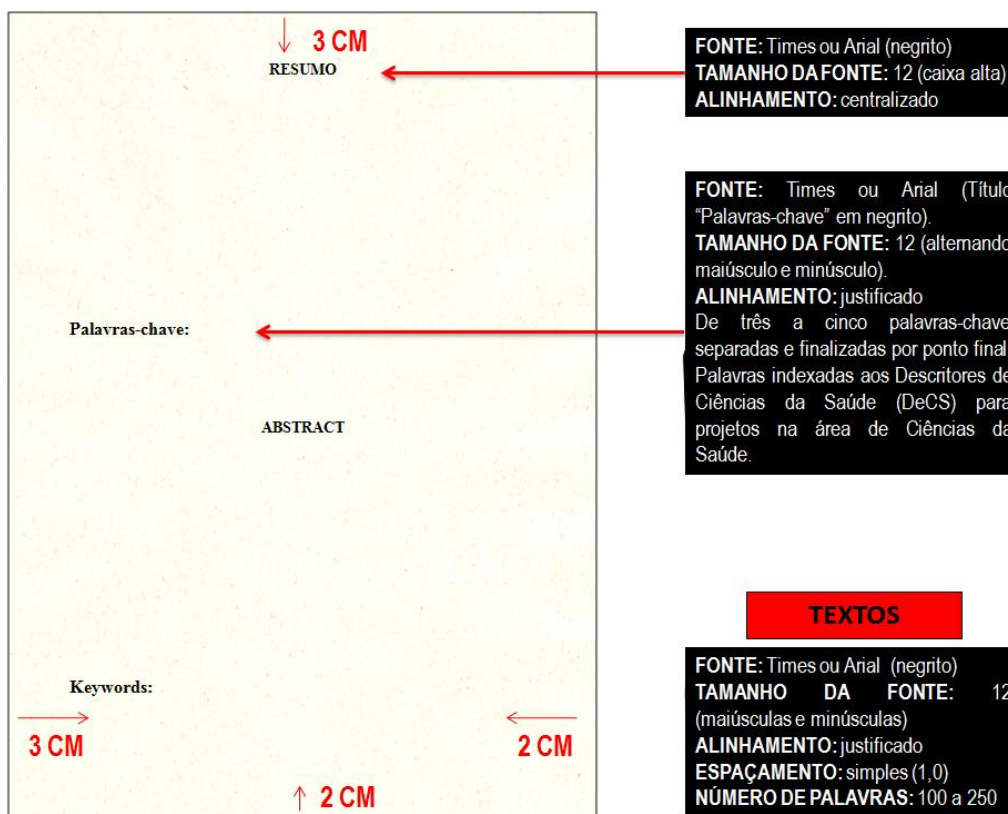 3 CM
RESUMO
Palavras-chave:
ABSTRACT
Keywords:
3 CM
2 CM
2 CM
FONTE: Times ou Arial (negrito)
TAMANHO DA FONTE: 12 (caixa alta)
ALINHAMENTO: centralizado
FONTE: Times ou Arial (Título
"Palavras-chave" em negrito).
TAMANHO DA FONTE: 12 (alternando
maiúsculo e minúsculo).
ALINHAMENTO: justificado
De três a cinco palavras-chave
separadas e finalizadas por ponto final
Palavras indexadas aos Descritores de
Ciências da Saúde (DeCS) para
projetos na área de Ciências da
Saúde.
TEXTOS
FONTE: Times ou Arial (negrito)
TAMANHO DA FONTE: 12
(maiúsculas e minúsculas)
ALINHAMENTO: justificado
ESPAÇAMENTO: simples (1,0)
NÚMERO DE PALAVRAS: 100 a 250